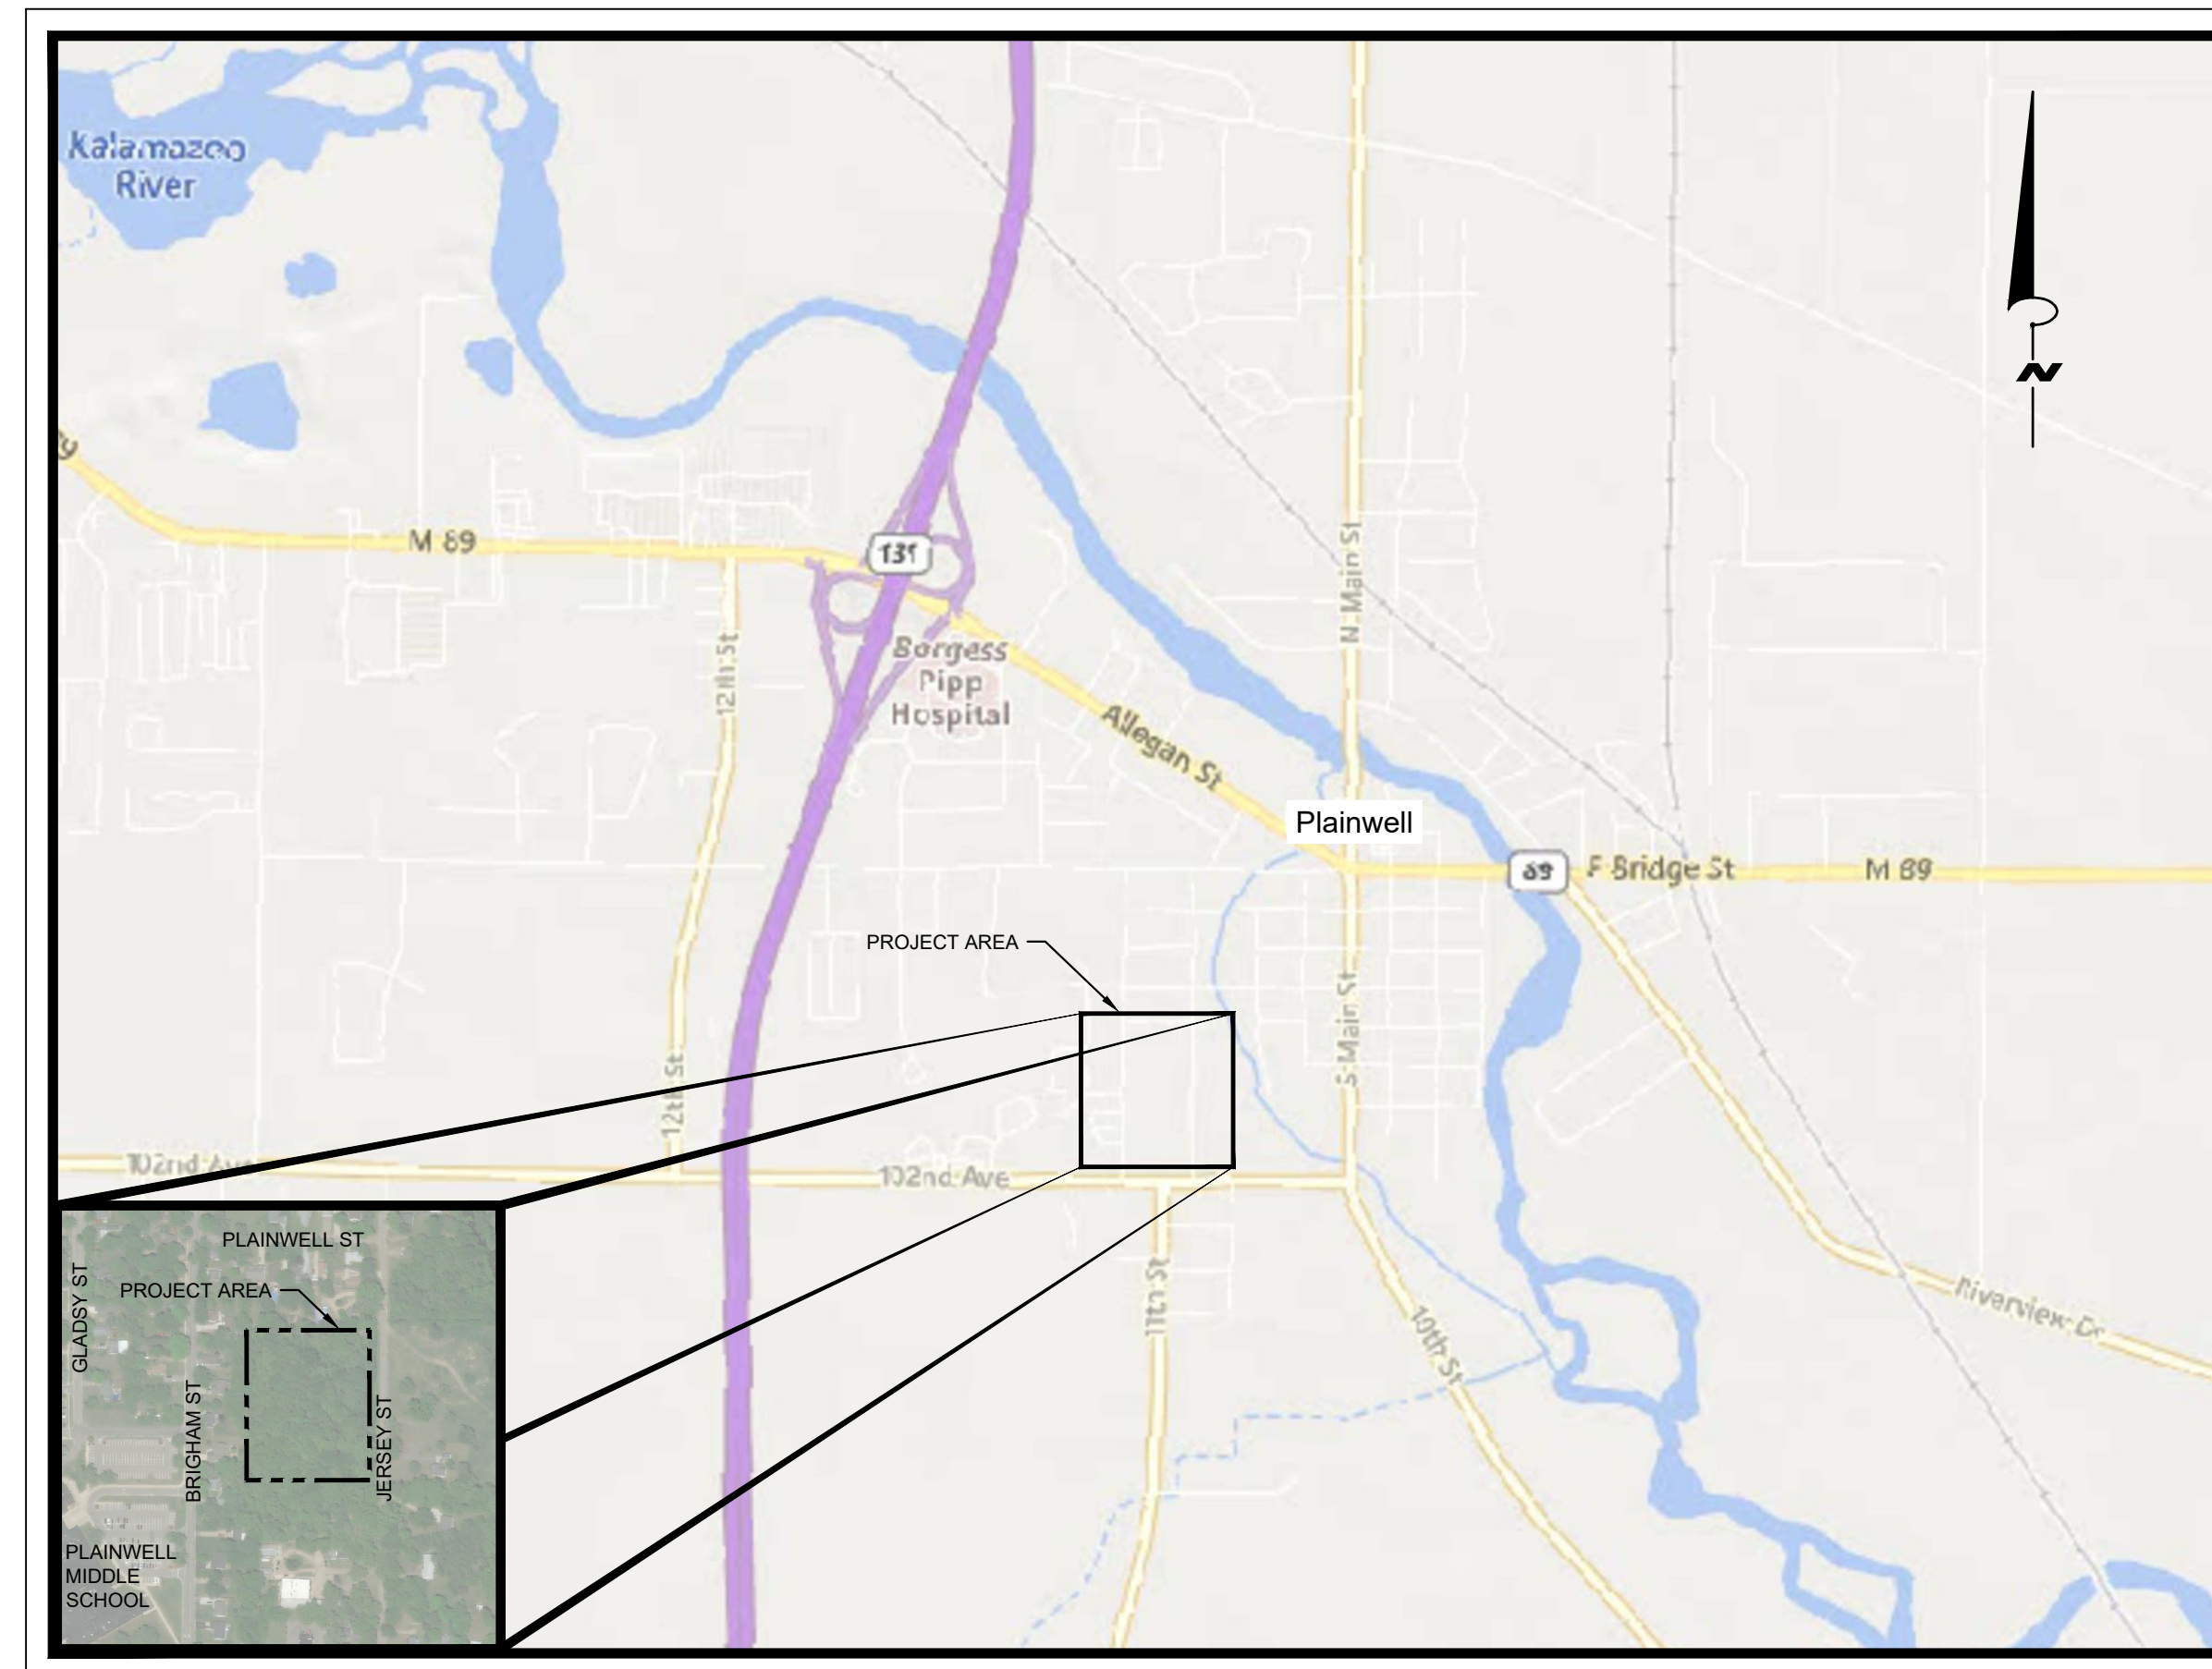 Kalamazoo
River
N
M 89
131
N Main St
12th St
Borgess
Pipp
Hospital
Allegan St
Plainwell
89
E Bridge St
M 89
PROJECT AREA
S Main St
12th St
102nd Ave
102nd Ave
11th St
10th St
Riverview Dr
PLAINWELL ST
GLADSY ST
PROJECT AREA
BRIGHAM ST
JERSEY ST
PLAINWELL
MIDDLE
SCHOOL